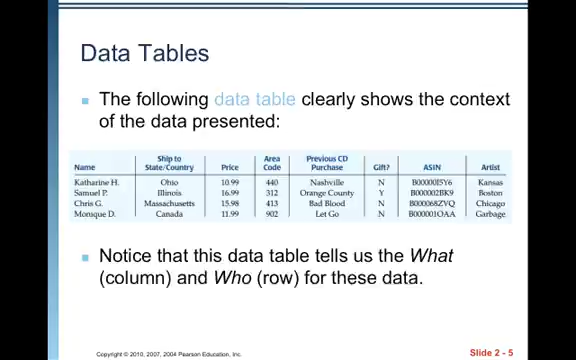 Data Tables
The following data table clearly shows the context
of the data presented:
Name Ship to State/Country Price Area Code Previous CD Purchase Gift? ASIN Artist
Katharine H. Ohio 10.99 440 Nashville N B00000I5Y6 Kansas
Samuel P. Illinois 16.99 312 Orange County Y B000002BK9 Boston
Chris G. Massachusetts 15.98 413 Bad Blood N B000068ZVQ Chicago
Monique D. Canada 11.99 902 Let Go N B000001OAA Garbage
Notice that this data table tells us the What
(column) and Who (row) for these data.
Copyright © 2010, 2007, 2004 Pearson Education, Inc.
Slide 2 - 5